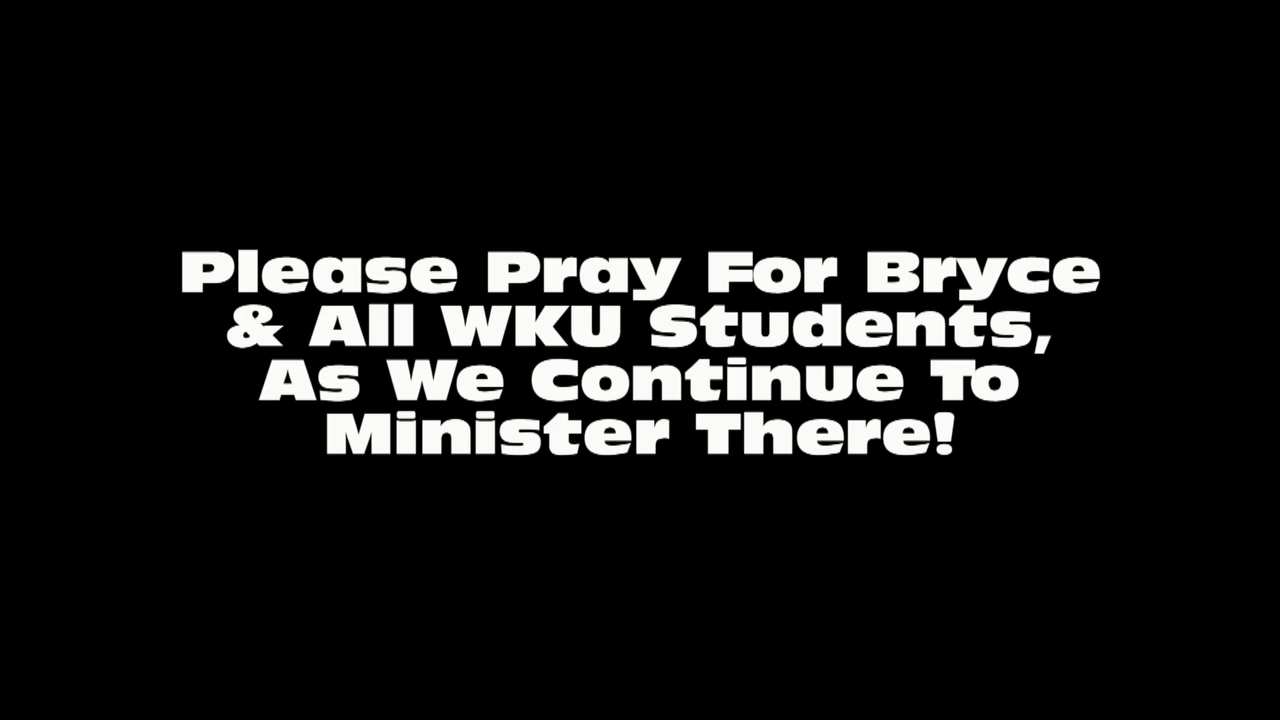 Please Pray For Bryce
& All WKU Students,
As We Continue To
Minister There!